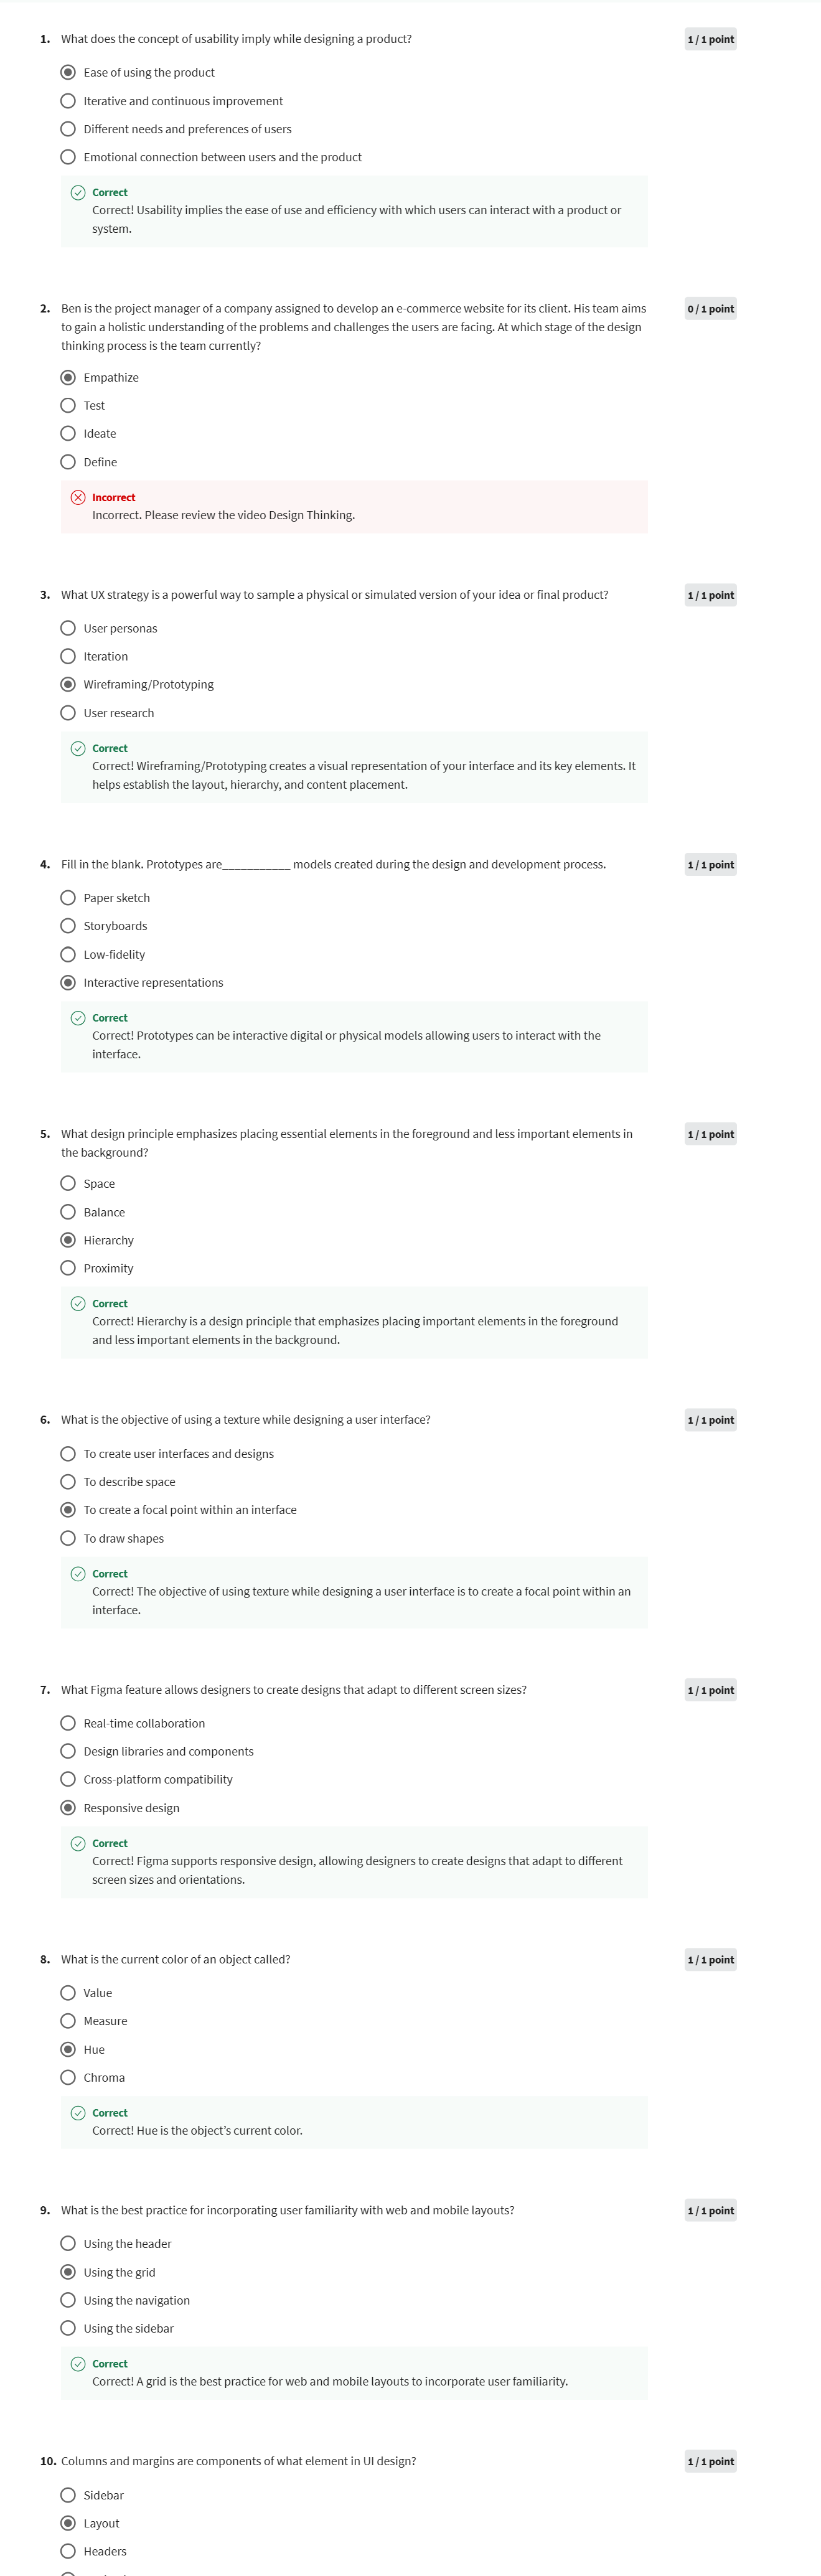 1. What does the concept of usability imply while designing a product?
1 / 1 point
Ease of using the product
Iterative and continuous improvement
Different needs and preferences of users
Emotional connection between users and the product
Correct
Correct! Usability implies the ease of use and efficiency with which users can interact with a product or
system.
2. Ben is the project manager of a company assigned to develop an e-commerce website for its client. His team aims
0 / 1 point
to gain a holistic understanding of the problems and challenges the users are facing. At which stage of the design
thinking process is the team currently?
Empathize
Test
Ideate
Define
Incorrect
Incorrect. Please review the video Design Thinking.
3. What UX strategy is a powerful way to sample a physical or simulated version of your idea or final product?
1 / 1 point
User personas
Iteration
Wireframing/Prototyping
User research
Correct
Correct! Wireframing/Prototyping creates a visual representation of your interface and its key elements. It
helps establish the layout, hierarchy, and content placement.
4. Fill in the blank. Prototypes are___________ models created during the design and development process.
1 / 1 point
Paper sketch
Storyboards
Low-fidelity
Interactive representations
Correct
Correct! Prototypes can be interactive digital or physical models allowing users to interact with the
interface.
5. What design principle emphasizes placing essential elements in the foreground and less important elements in
1 / 1 point
the background?
Space
Balance
Hierarchy
Proximity
Correct
Correct! Hierarchy is a design principle that emphasizes placing important elements in the foreground
and less important elements in the background.
6. What is the objective of using a texture while designing a user interface?
1 / 1 point
To create user interfaces and designs
To describe space
To create a focal point within an interface
To draw shapes
Correct
Correct! The objective of using texture while designing a user interface is to create a focal point within an
interface.
7. What Figma feature allows designers to create designs that adapt to different screen sizes?
1 / 1 point
Real-time collaboration
Design libraries and components
Cross-platform compatibility
Responsive design
Correct
Correct! Figma supports responsive design, allowing designers to create designs that adapt to different
screen sizes and orientations.
8. What is the current color of an object called?
1 / 1 point
Value
Measure
Hue
Chroma
Correct
Correct! Hue is the object’s current color.
9. What is the best practice for incorporating user familiarity with web and mobile layouts?
1 / 1 point
Using the header
Using the grid
Using the navigation
Using the sidebar
Correct
Correct! A grid is the best practice for web and mobile layouts to incorporate user familiarity.
10. Columns and margins are components of what element in UI design?
1 / 1 point
Sidebar
Layout
Headers